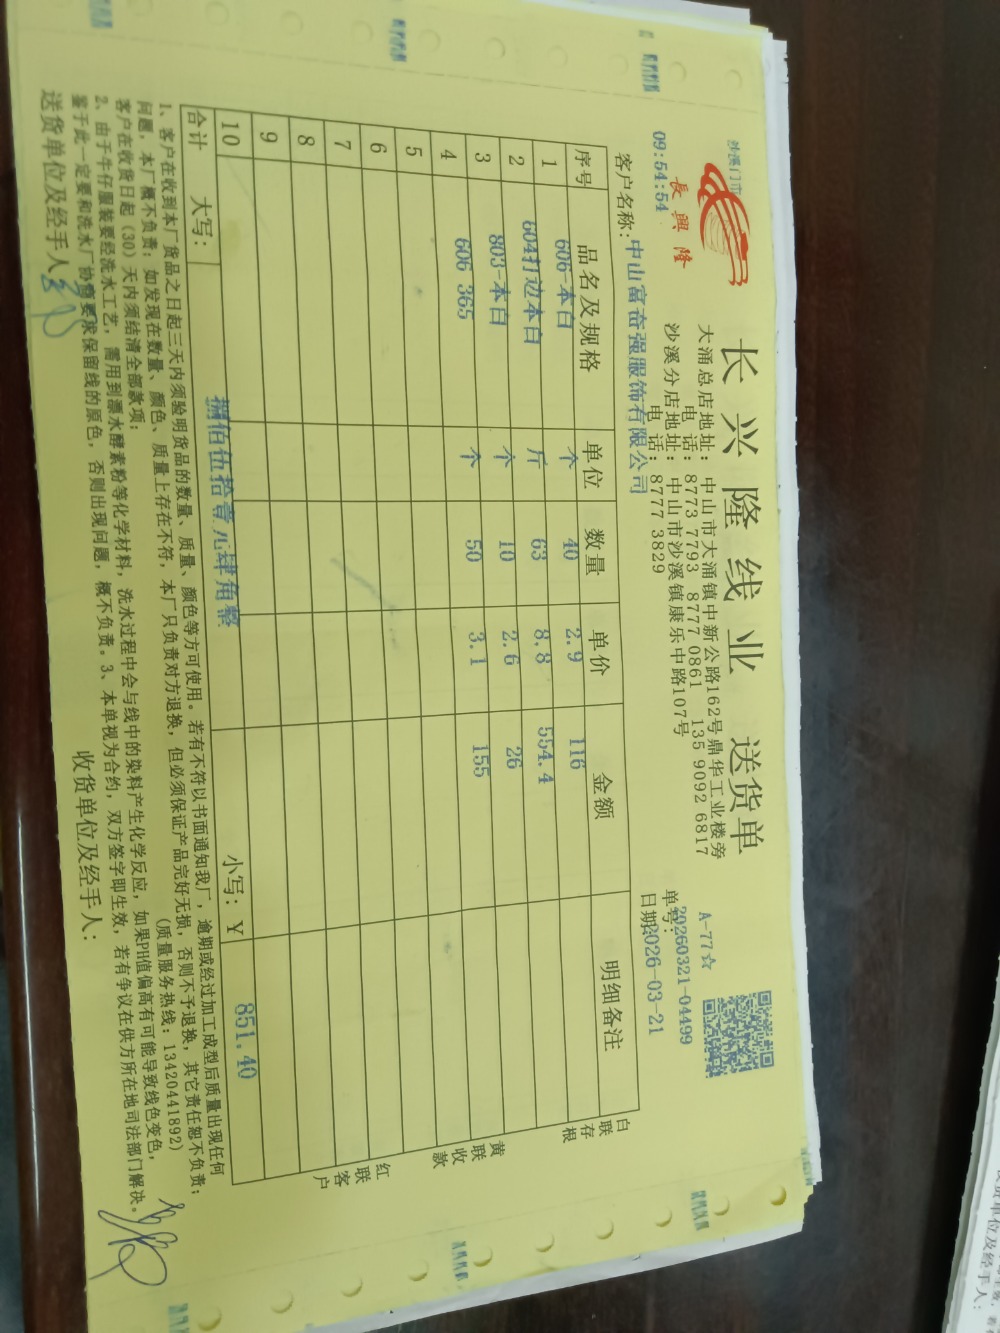 沙溪门市
長興隆
长兴隆线业 送货单
A-77☆
大涌总店地址：中山市大涌镇中新公路162号鼎华工业楼旁
电 话：8773 7793 8777 0861 135 9092 6817
沙溪分店地址：中山市沙溪镇康乐中路107号
电 话：8777 3829
09:54:54
单号：20260321-04499
客户名称：中山富奋强服饰有限公司
日期：2026-03-21
序号 品名及规格 单位 数量 单价 金额 明细备注
1 606-本白 个 40 2.9 116
2 604打边本白 斤 63 8.8 554.4
3 803-本白 个 10 2.6 26
4 606 365 个 50 3.1 155
5
6
7
8
9
10
合计 大写： 捌佰伍拾壹元肆角整 小写：Y 851.40
白联存根
黄联收款
红联客户
1、客户在收到本厂货品之日起三天内须验明货品的数量、质量、颜色等方可使用。若有不符以书面通知我厂，逾期或经过加工成型后质量出现任何
问题，本厂概不负责；如发现在数量、颜色、质量上存在不符，本厂只负责对方退换，但必须保证产品完好无损，否则不予退换，其它责任恕不负责；
客户在收货日起（30）天内须结清全部款项； （质量服务热线：13420441892）
2、由于牛仔服装要经洗水工艺，需用到漂水酵素粉等化学材料，洗水过程中会与线中的染料产生化学反应，如果PH值偏高有可能导致线色变色，
鉴于此一定要和洗水厂协商要求保留线的原色，否则出现问题，概不负责。3、本单视为合约，双方签字即生效，若有争议在供方所在地司法部门解决。
送货单位及经手人： 收货单位及经手人：
货单位及经手人：